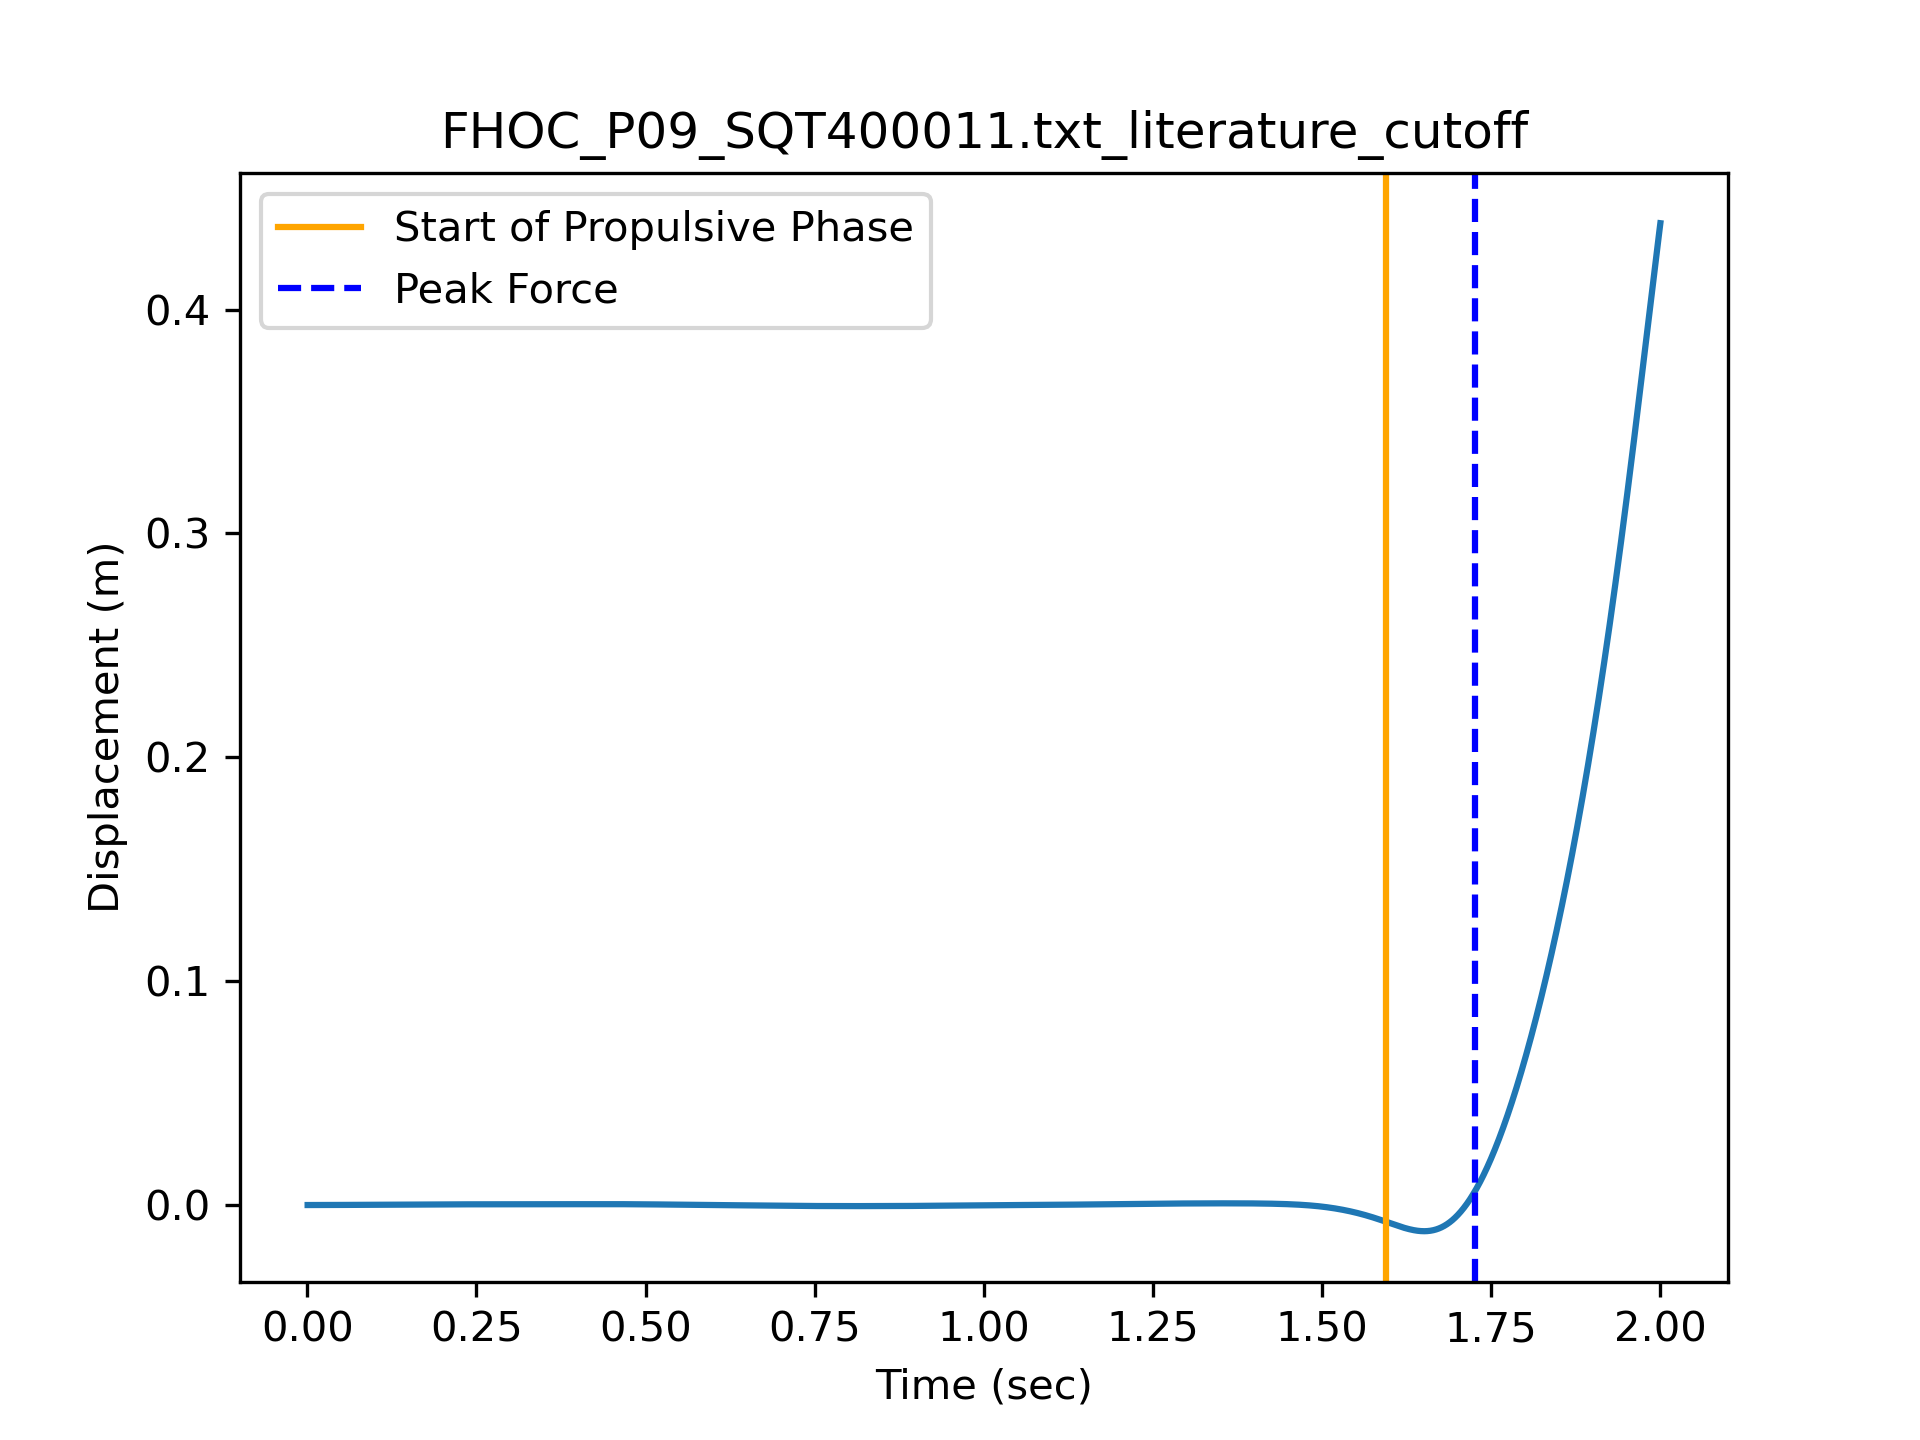 FHOC_P09_SQT400011.txt_literature_cutoff
Start of Propulsive Phase
Peak Force
0.4
0.3
0.2
0.1
0.0
Displacement (m)
0.00 0.25 0.50 0.75 1.00 1.25 1.50 1.75 2.00
Time (sec)